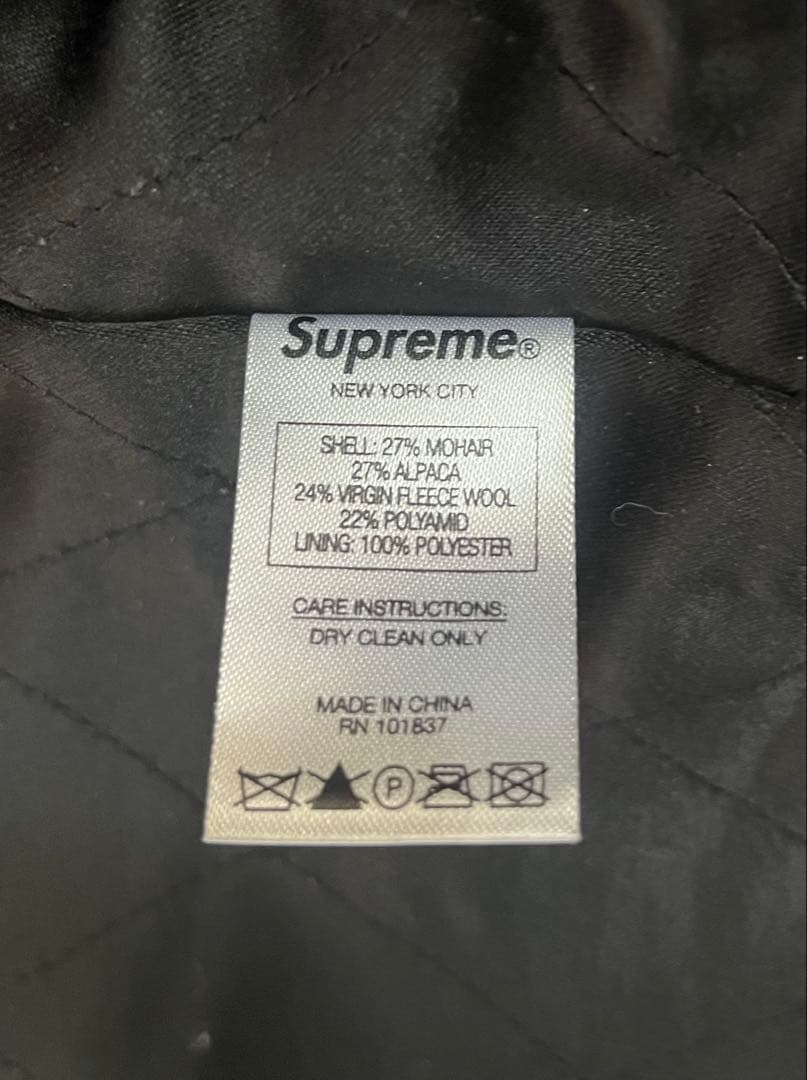 Supreme®
NEW YORK CITY
SHELL: 27% MOHAIR
27% ALPACA
24% VIRGIN FLEECE WOOL
22% POLYAMID
LINING: 100% POLYESTER
CARE INSTRUCTIONS:
DRY CLEAN ONLY
MADE IN CHINA
RN 101837
P